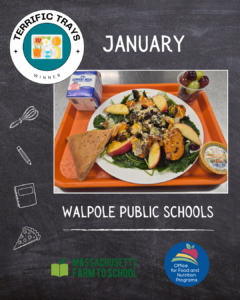 TERRIFIC TRAYS
WINNER
JANUARY
WALPOLE PUBLIC SCHOOLS
MASSACHUSETTS
FARM TO SCHOOL
Office
for Food and
Nutrition
Programs